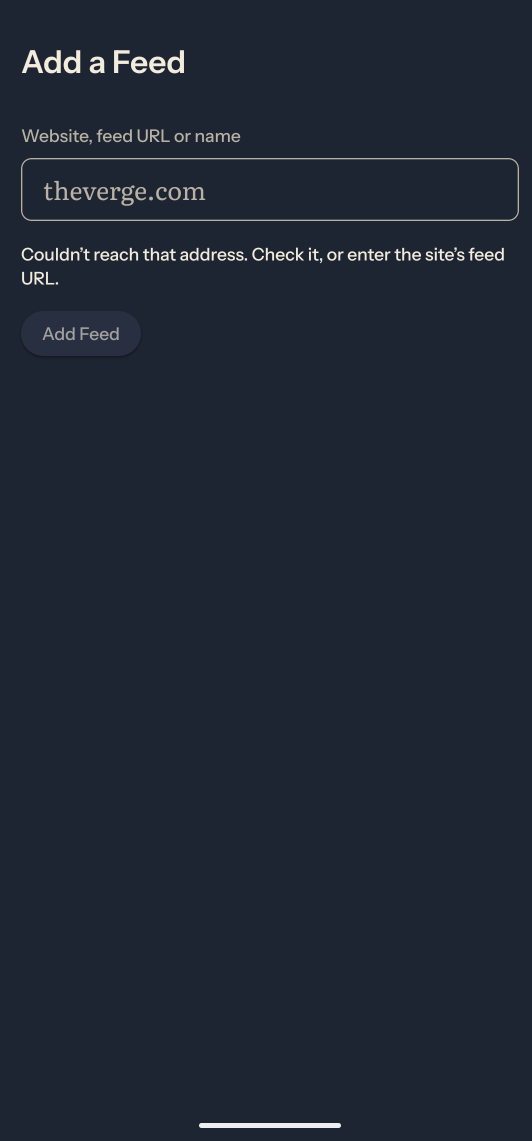 Add a Feed
Website, feed URL or name
theverge.com
Couldn’t reach that address. Check it, or enter the site’s feed
URL.
Add Feed